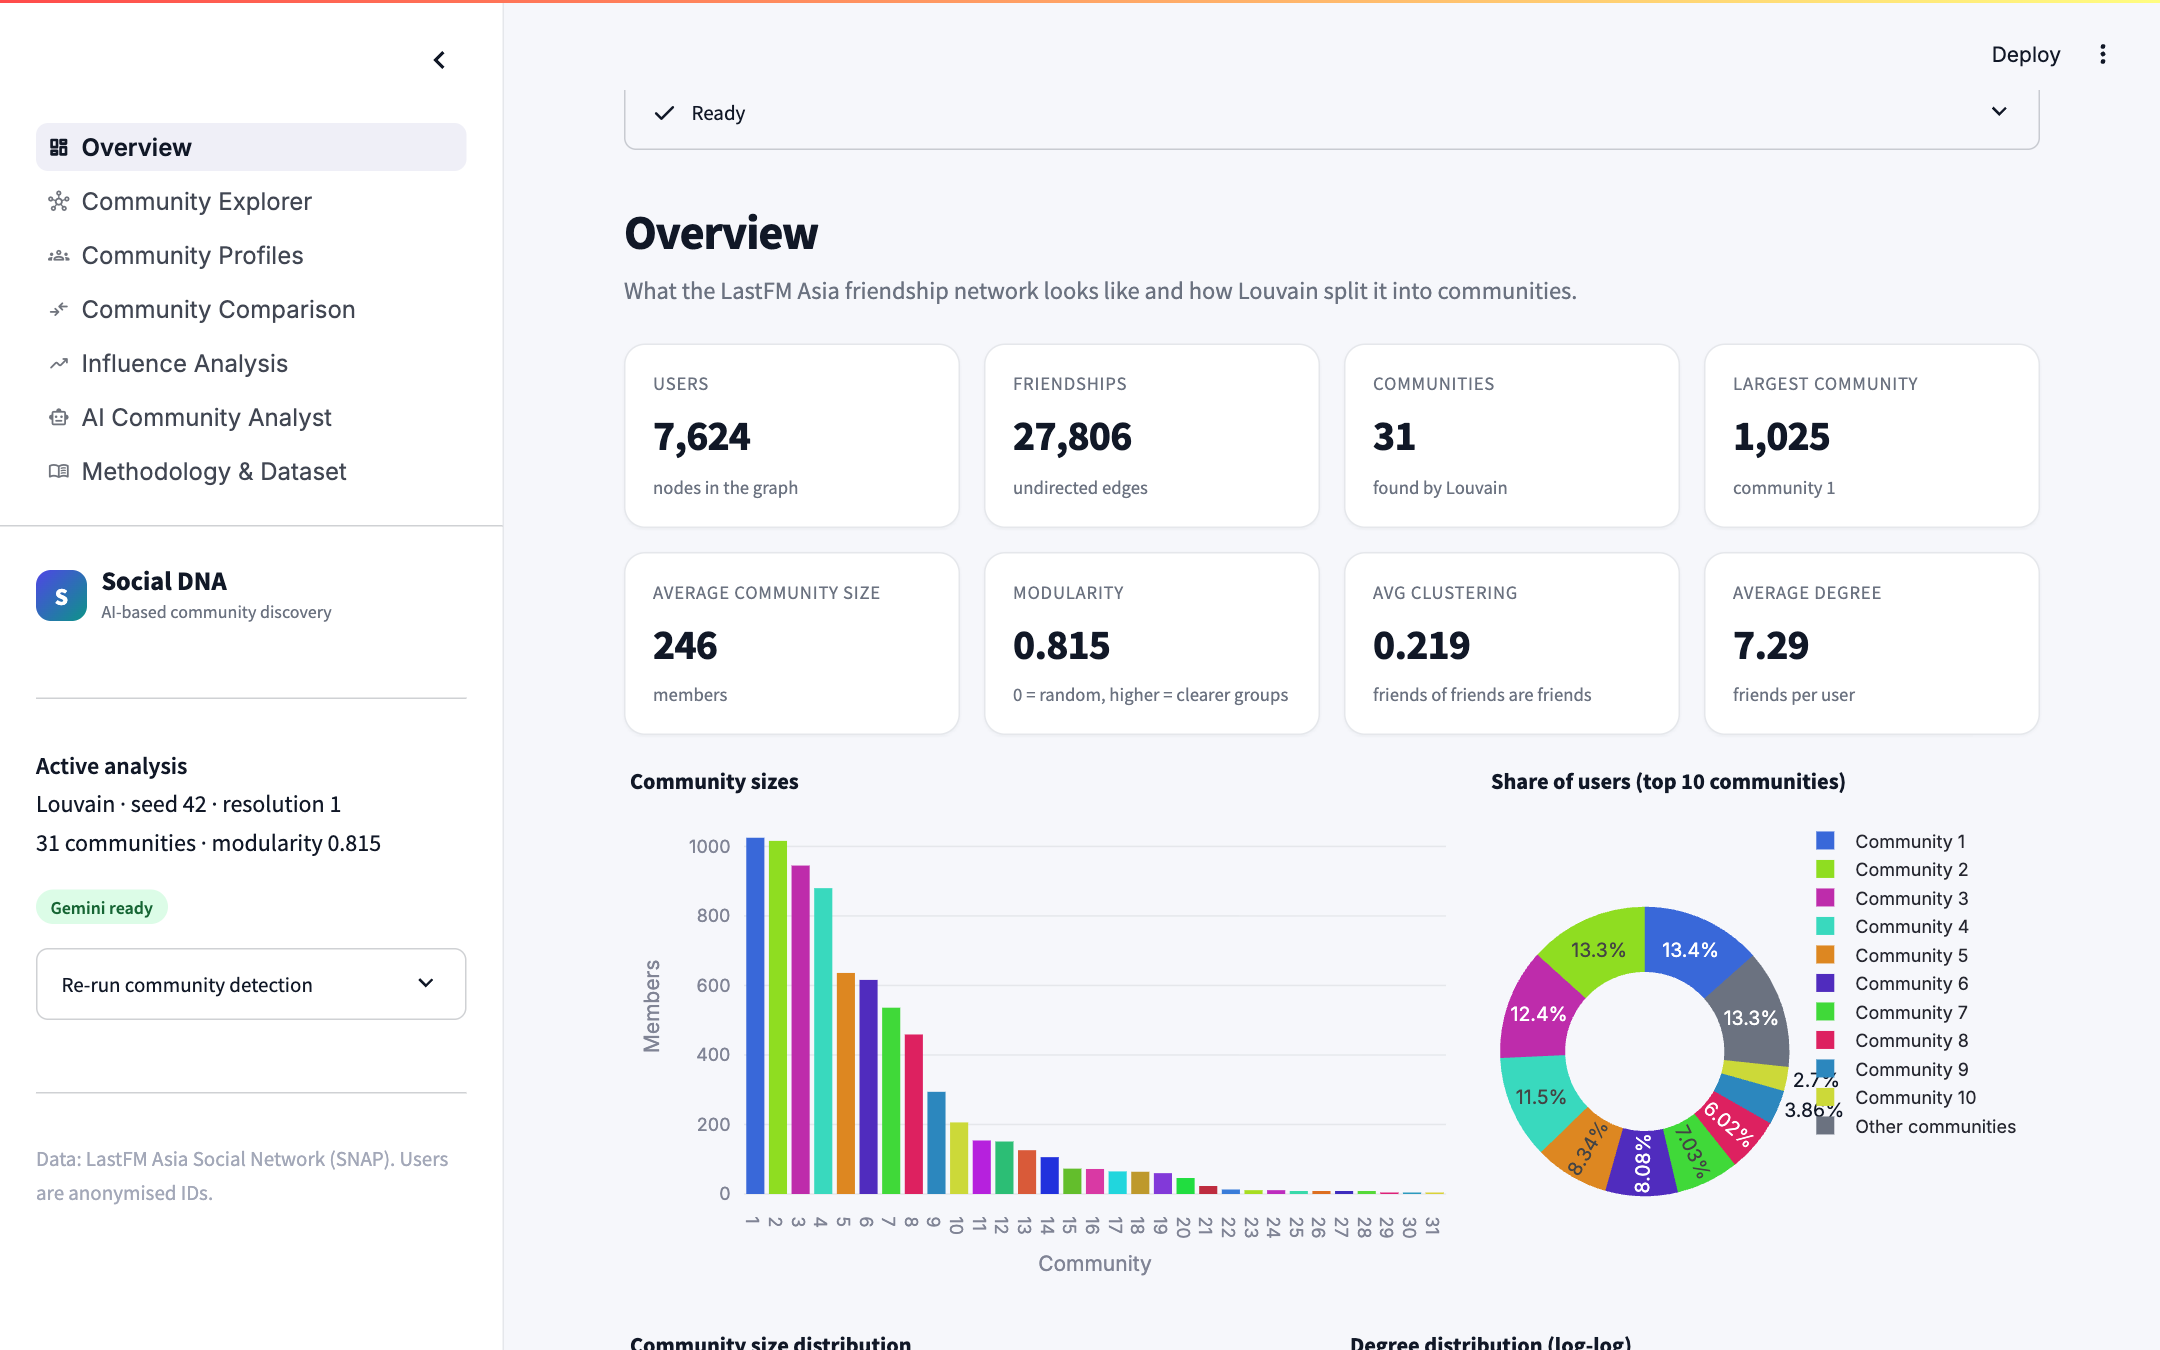 Deploy
Overview
Community Explorer
Community Profiles
Community Comparison
Influence Analysis
AI Community Analyst
Methodology & Dataset
S
Social DNA
AI-based community discovery
Active analysis
Louvain · seed 42 · resolution 1
31 communities · modularity 0.815
Gemini ready
Re-run community detection
Data: LastFM Asia Social Network (SNAP). Users
are anonymised IDs.
Ready
Overview
What the LastFM Asia friendship network looks like and how Louvain split it into communities.
USERS
7,624
nodes in the graph
FRIENDSHIPS
27,806
undirected edges
COMMUNITIES
31
found by Louvain
LARGEST COMMUNITY
1,025
community 1
AVERAGE COMMUNITY SIZE
246
members
MODULARITY
0.815
0 = random, higher = clearer groups
AVG CLUSTERING
0.219
friends of friends are friends
AVERAGE DEGREE
7.29
friends per user
Community sizes
Members
1000
800
600
400
200
0
1 2 3 4 5 6 7 8 9 10 11 12 13 14 15 16 17 18 19 20 21 22 23 24 25 26 27 28 29 30 31
Community
Share of users (top 10 communities)
13.4%
13.3%
2.7%
3.86%
6.02%
7.03%
8.08%
8.34%
11.5%
12.4%
13.3%
Community 1
Community 2
Community 3
Community 4
Community 5
Community 6
Community 7
Community 8
Community 9
Community 10
Other communities
Community size distribution
Degree distribution (log-log)